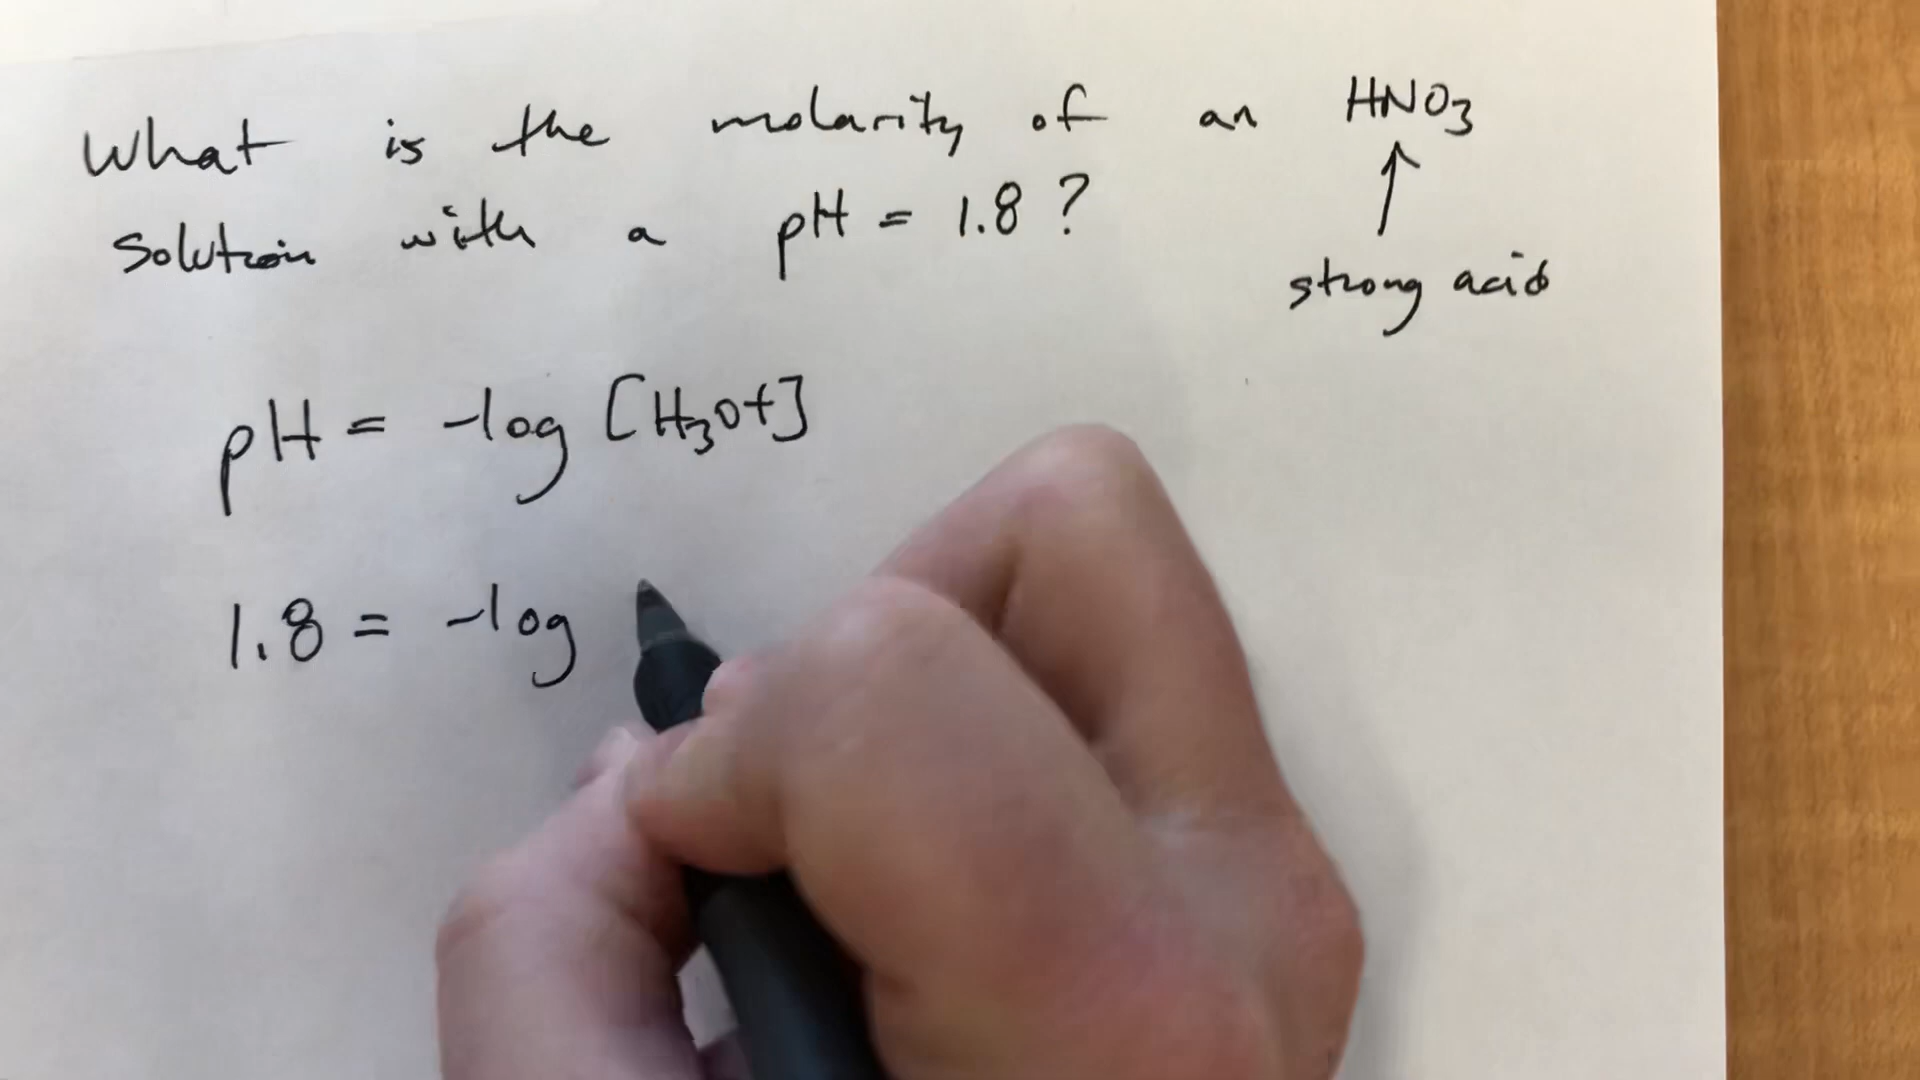 What is the molarity of an HNO3
solution with a pH = 1.8 ?
↑
strong acid
pH = -log [H3O+]
1.8 = -log